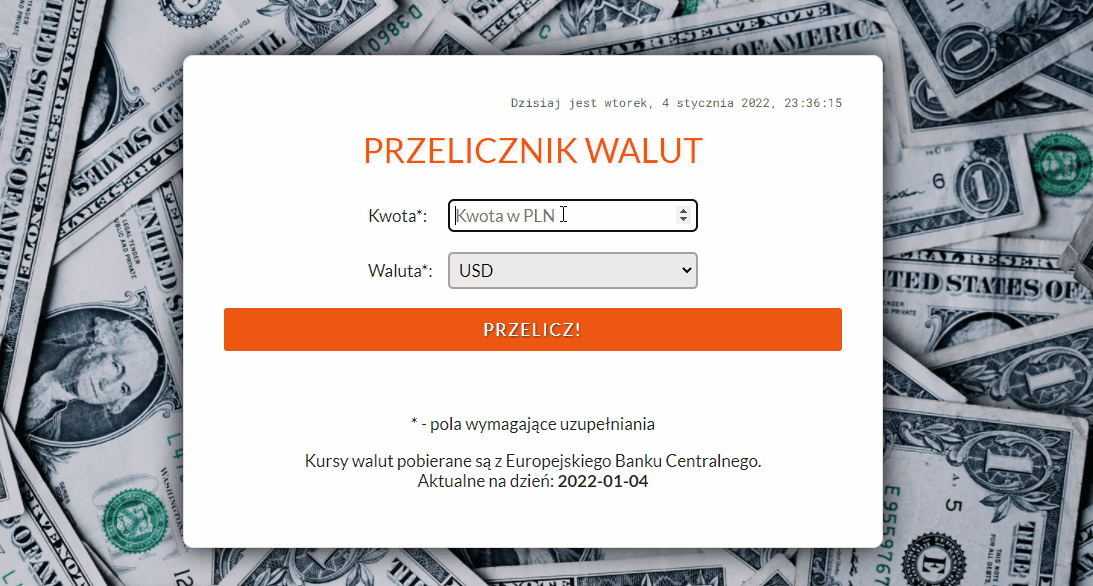 Dzisiaj jest wtorek, 4 stycznia 2022, 23:36:15
PRZELICZNIK WALUT
Kwota*:
Kwota w PLN
Waluta*:
USD
PRZELICZ!
* - pola wymagające uzupełniania
Kursy walut pobierane są z Europejskiego Banku Centralnego.
Aktualne na dzień: 2022-01-04